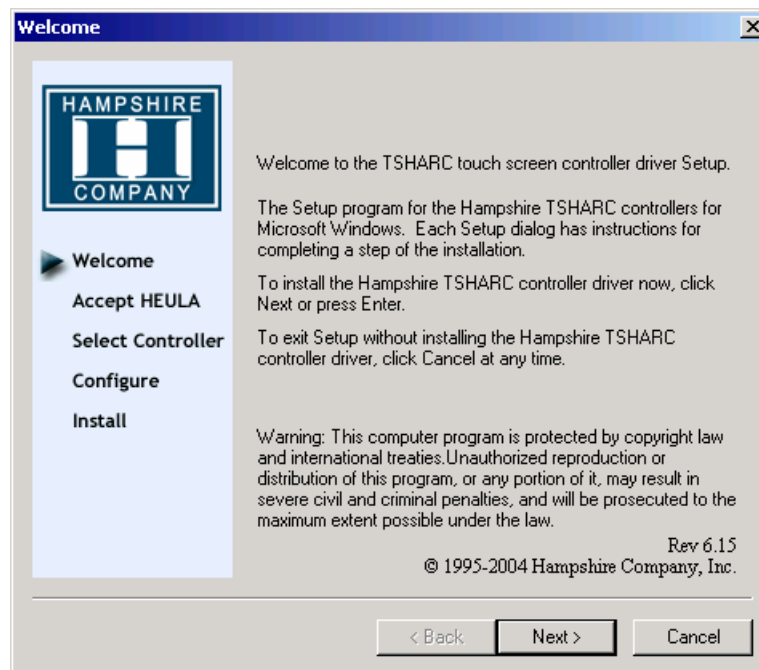 Welcome
HAMPSHIRE
H
COMPANY
Welcome
Accept HEULA
Select Controller
Configure
Install
Welcome to the TSHARC touch screen controller driver Setup.
The Setup program for the Hampshire TSHARC controllers for
Microsoft Windows.  Each Setup dialog has instructions for
completing a step of the installation.
To install the Hampshire TSHARC controller driver now, click
Next or press Enter.
To exit Setup without installing the Hampshire TSHARC
controller driver, click Cancel at any time.
Warning: This computer program is protected by copyright law
and international treaties.Unauthorized reproduction or
distribution of this program, or any portion of it, may result in
severe civil and criminal penalties, and will be prosecuted to the
maximum extent possible under the law.
Rev 6.15
© 1995-2004 Hampshire Company, Inc.
< Back
Next >
Cancel